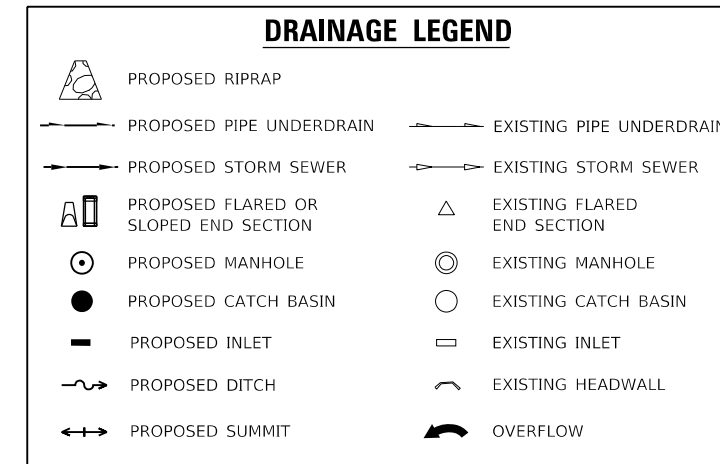 DRAINAGE LEGEND
PROPOSED RIPRAP
PROPOSED PIPE UNDERDRAIN
EXISTING PIPE UNDERDRAIN
PROPOSED STORM SEWER
EXISTING STORM SEWER
PROPOSED FLARED OR
SLOPED END SECTION
EXISTING FLARED
END SECTION
PROPOSED MANHOLE
EXISTING MANHOLE
PROPOSED CATCH BASIN
EXISTING CATCH BASIN
PROPOSED INLET
EXISTING INLET
PROPOSED DITCH
EXISTING HEADWALL
PROPOSED SUMMIT
OVERFLOW